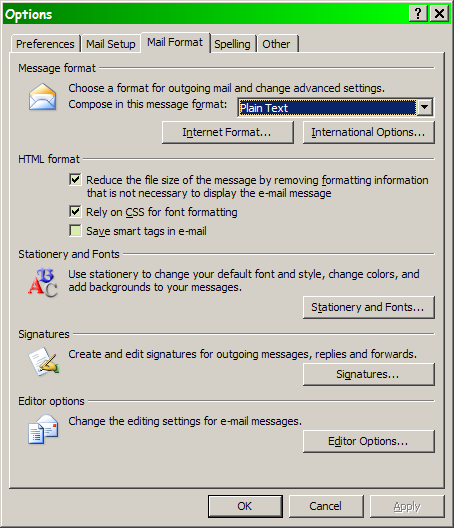 Options
Preferences Mail Setup Mail Format Spelling Other
Message format
Choose a format for outgoing mail and change advanced settings.
Compose in this message format: Plain Text
Internet Format... International Options...
HTML format
Reduce the file size of the message by removing formatting information
that is not necessary to display the e-mail message
Rely on CSS for font formatting
Save smart tags in e-mail
Stationery and Fonts
Use stationery to change your default font and style, change colors, and
add backgrounds to your messages.
Stationery and Fonts...
Signatures
Create and edit signatures for outgoing messages, replies and forwards.
Signatures...
Editor options
Change the editing settings for e-mail messages.
Editor Options...
OK Cancel Apply